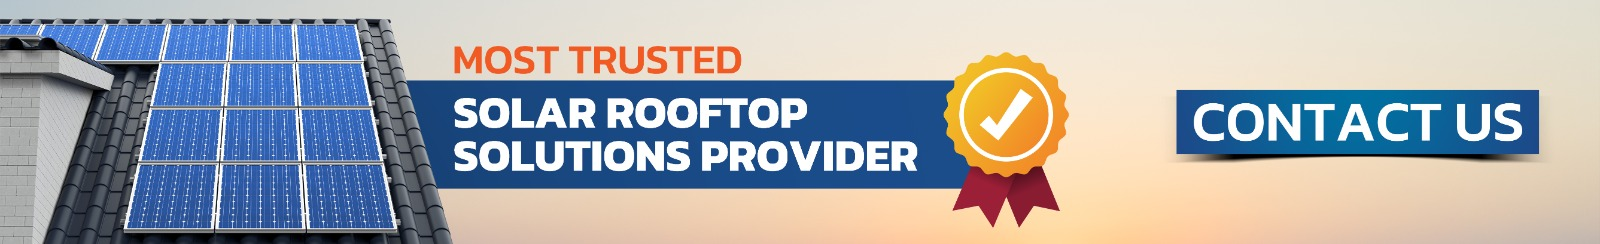 MOST TRUSTED
SOLAR ROOFTOP
SOLUTIONS PROVIDER
CONTACT US